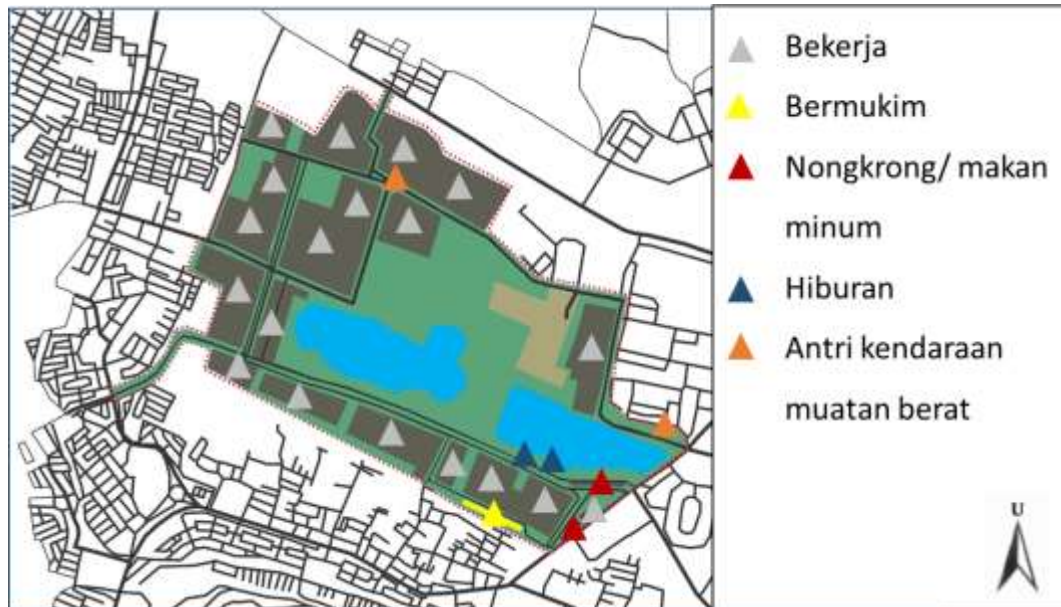 Bekerja
Bermukim
Nongkrong/ makan
minum
Hiburan
Antri kendaraan
muatan berat
U